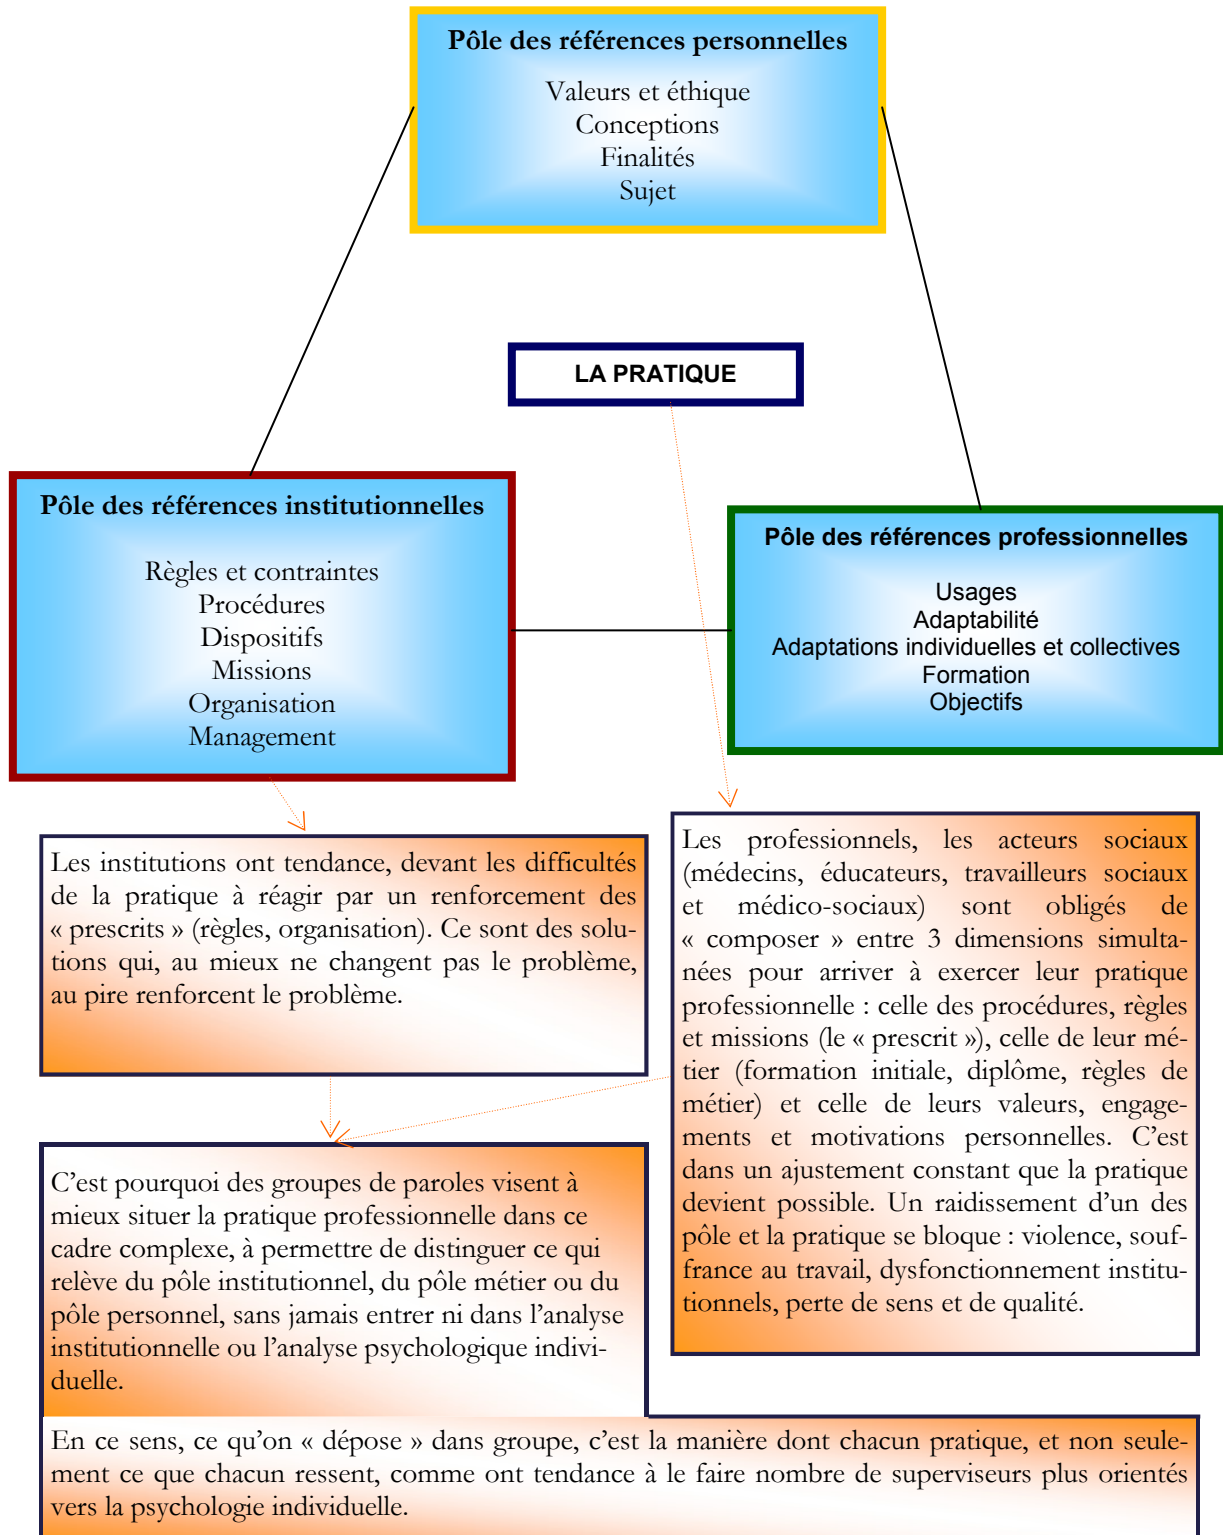 Pôle des références personnelles
Valeurs et éthique
Conceptions
Finalités
Sujet
LA PRATIQUE
Pôle des références institutionnelles
Règles et contraintes
Procédures
Dispositifs
Missions
Organisation
Management
Pôle des références professionnelles
Usages
Adaptabilité
Adaptations individuelles et collectives
Formation
Objectifs
Les institutions ont tendance, devant les difficultés
de la pratique à réagir par un renforcement des
« prescrits » (règles, organisation). Ce sont des solu-
tions qui, au mieux ne changent pas le problème,
au pire renforcent le problème.
Les professionnels, les acteurs sociaux
(médecins, éducateurs, travailleurs sociaux
et médico-sociaux) sont obligés de
« composer » entre 3 dimensions simulta-
nées pour arriver à exercer leur pratique
professionnelle : celle des procédures, règles
et missions (le « prescrit »), celle de leur mé-
tier (formation initiale, diplôme, règles de
métier) et celle de leurs valeurs, engage-
ments et motivations personnelles. C’est
dans un ajustement constant que la pratique
devient possible. Un raidissement d’un des
pôle et la pratique se bloque : violence, souf-
france au travail, dysfonctionnement institu-
tionnels, perte de sens et de qualité.
C’est pourquoi des groupes de paroles visent à
mieux situer la pratique professionnelle dans ce
cadre complexe, à permettre de distinguer ce qui
relève du pôle institutionnel, du pôle métier ou du
pôle personnel, sans jamais entrer ni dans l’analyse
institutionnelle ou l’analyse psychologique indivi-
duelle.
En ce sens, ce qu’on « dépose » dans groupe, c’est la manière dont chacun pratique, et non seule-
ment ce que chacun ressent, comme ont tendance à le faire nombre de superviseurs plus orientés
vers la psychologie individuelle.